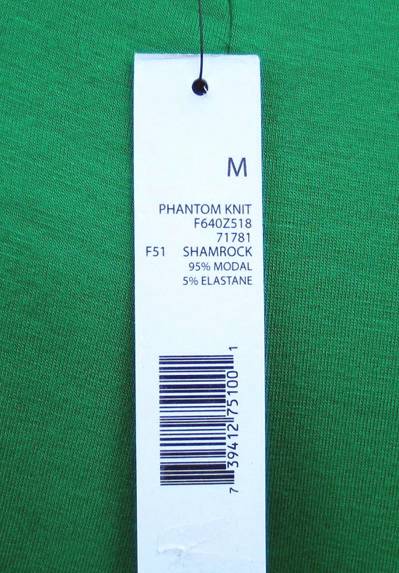 M
PHANTOM KNIT
F640Z518
71781
F51 SHAMROCK
95% MODAL
5% ELASTANE
7 39412 75100 1